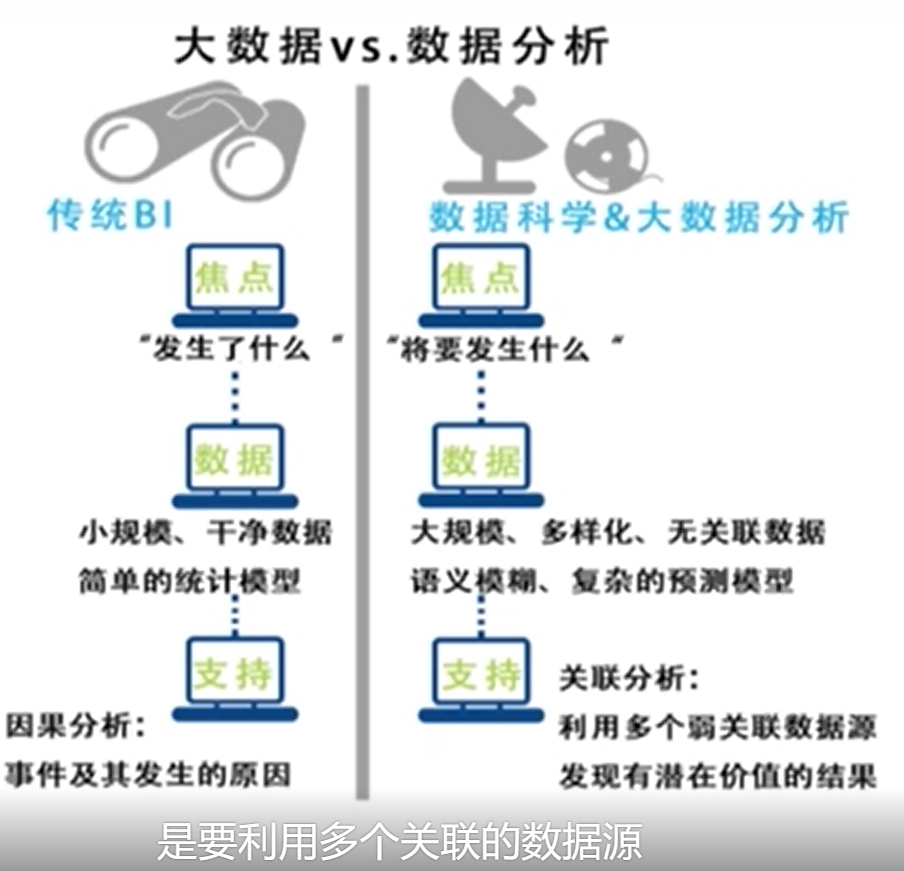 大数据vs.数据分析
传统BI
焦点
“发生了什么 “
数据
小规模、干净数据
简单的统计模型
支持
因果分析：
事件及其发生的原因
数据科学&大数据分析
焦点
“将要发生什么 “
数据
大规模、多样化、无关联数据
语义模糊、复杂的预测模型
支持
关联分析：
利用多个弱关联数据源
发现有潜在价值的结果
是要利用多个关联的数据源